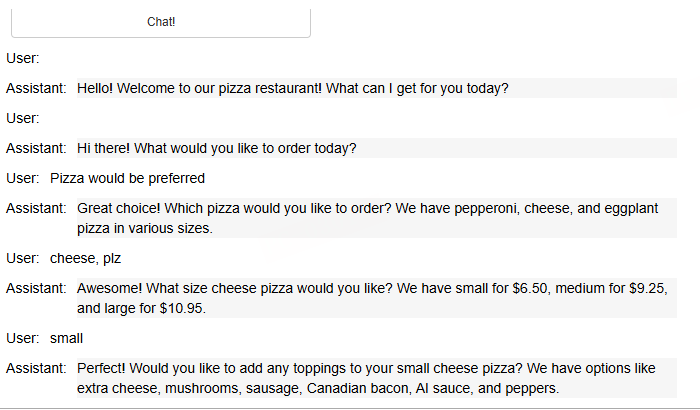 Chat!
User:
Assistant: Hello! Welcome to our pizza restaurant! What can I get for you today?
User:
Assistant: Hi there! What would you like to order today?
User: Pizza would be preferred
Assistant: Great choice! Which pizza would you like to order? We have pepperoni, cheese, and eggplant
pizza in various sizes.
User: cheese, plz
Assistant: Awesome! What size cheese pizza would you like? We have small for $6.50, medium for $9.25,
and large for $10.95.
User: small
Assistant: Perfect! Would you like to add any toppings to your small cheese pizza? We have options like
extra cheese, mushrooms, sausage, Canadian bacon, AI sauce, and peppers.